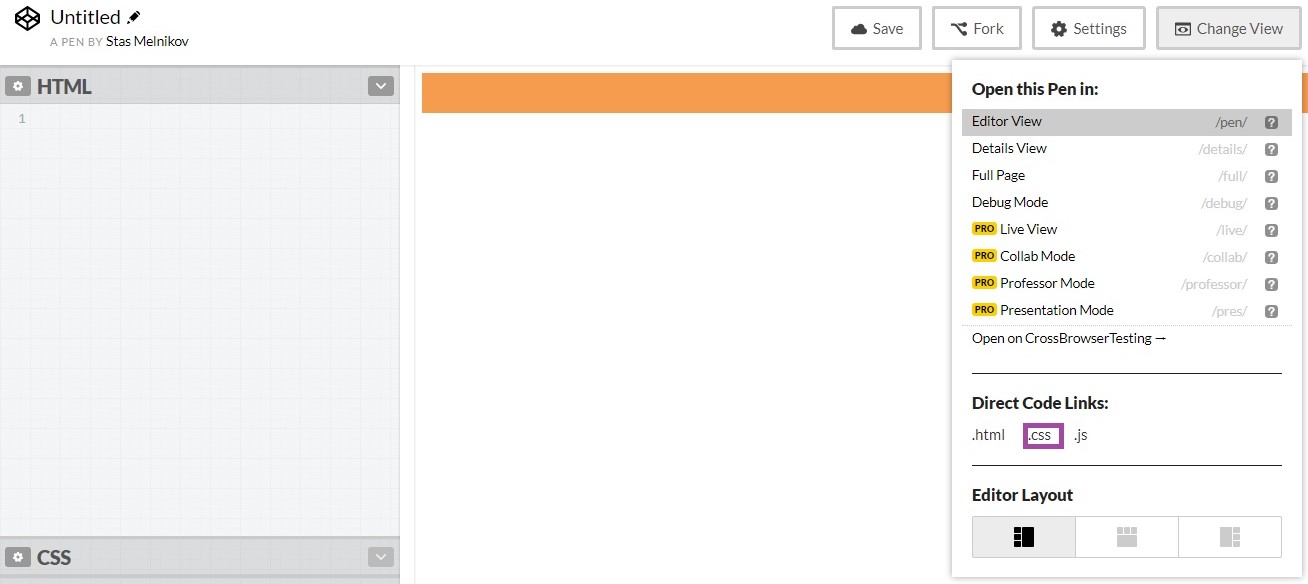 Untitled
A PEN BY Stas Melnikov
Save
Fork
Settings
Change View
HTML
1
CSS
Open this Pen in:
Editor View /pen/ ?
Details View /details/ ?
Full Page /full/ ?
Debug Mode /debug/ ?
PRO Live View /live/ ?
PRO Collab Mode /collab/ ?
PRO Professor Mode /professor/ ?
PRO Presentation Mode /pres/ ?
Open on CrossBrowserTesting →
Direct Code Links:
.html .css .js
Editor Layout